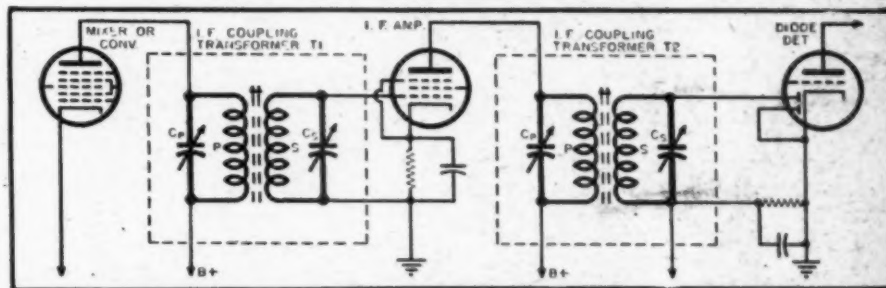 MIXER OR
CONV.
I.F. COUPLING
TRANSFORMER T1
I.F. AMP.
I.F. COUPLING
TRANSFORMER T2
DIODE
DET.
CP
P
S
CS
CP
P
S
CS
B+
B+